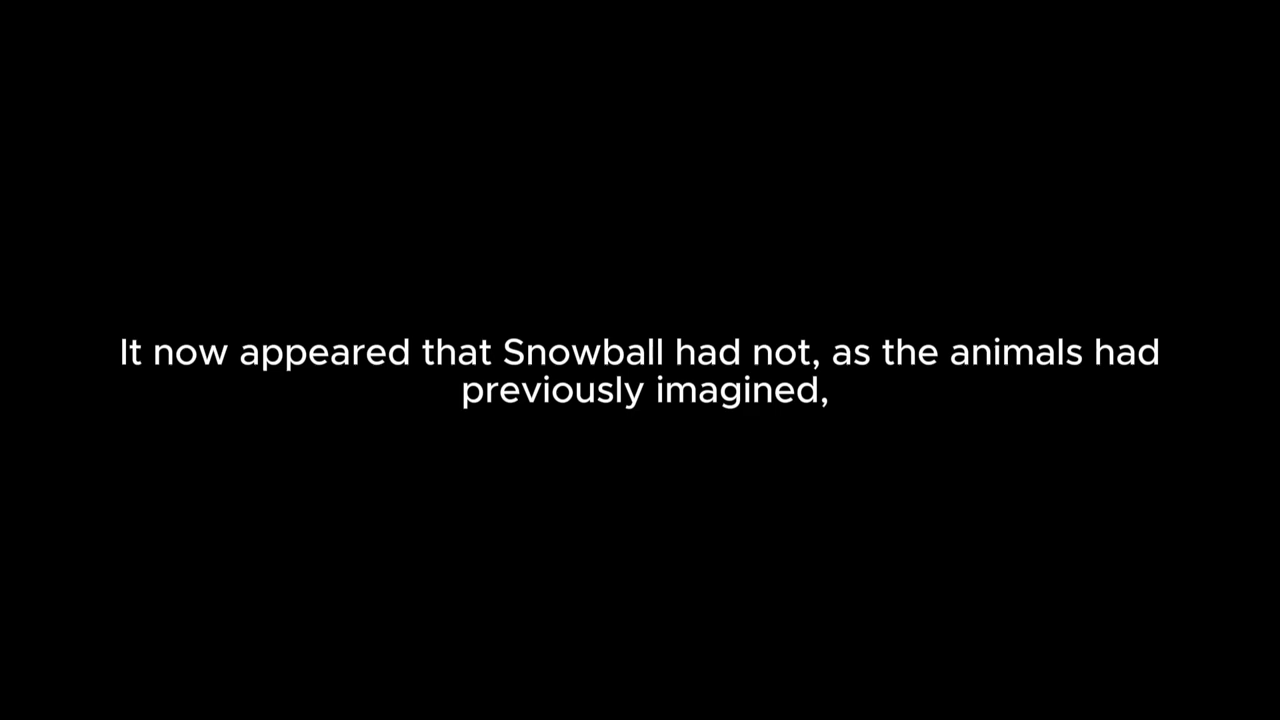 It now appeared that Snowball had not, as the animals had
previously imagined,